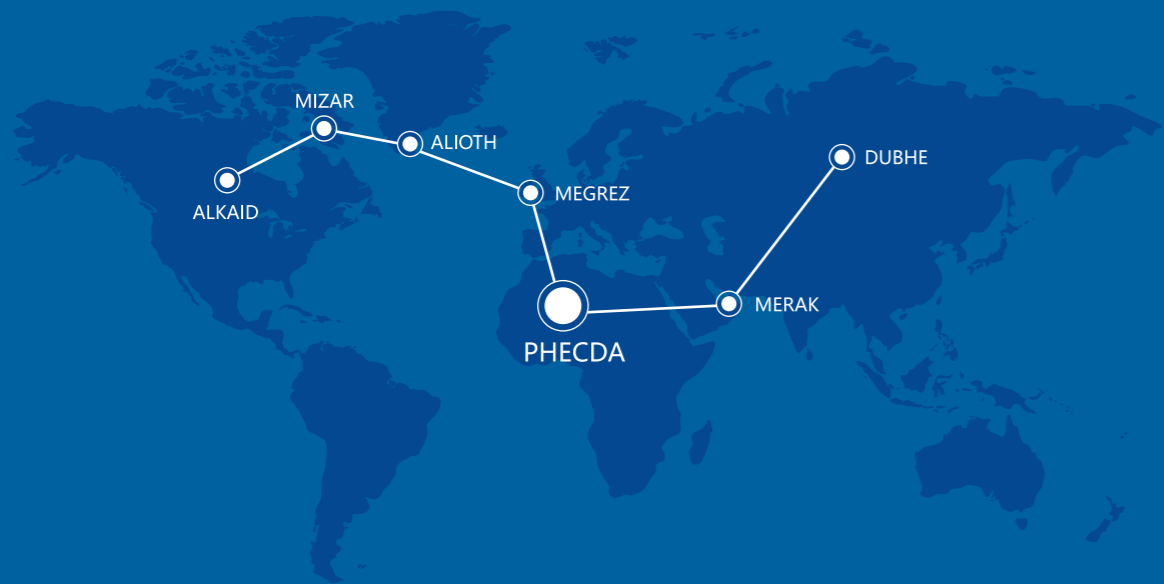 MIZAR
ALIOTH
DUBHE
MEGREZ
ALKAID
MERAK
PHECDA